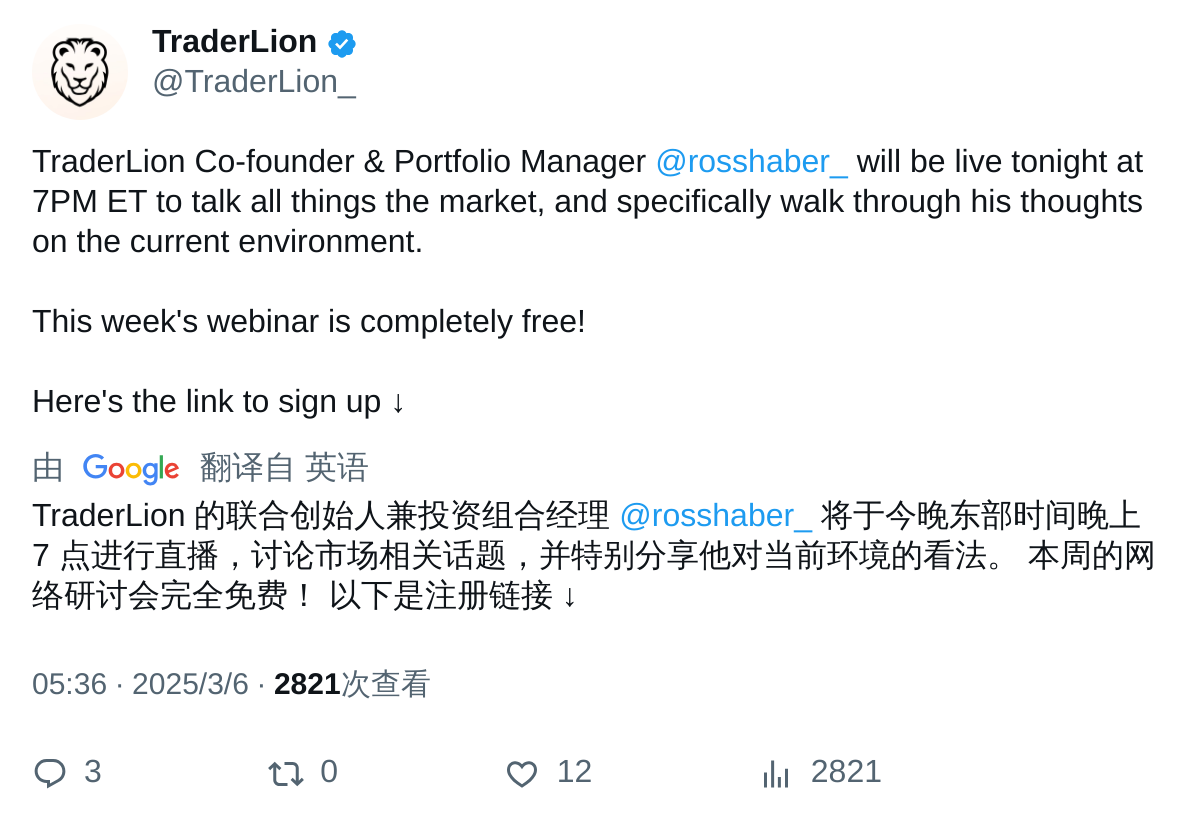 TraderLion
@TraderLion_
TraderLion Co-founder & Portfolio Manager @rosshaber_ will be live tonight at
7PM ET to talk all things the market, and specifically walk through his thoughts
on the current environment.
This week's webinar is completely free!
Here's the link to sign up ↓
由 Google 翻译自 英语
TraderLion 的联合创始人兼投资组合经理 @rosshaber_ 将于今晚东部时间晚上
7 点进行直播，讨论市场相关话题，并特别分享他对当前环境的看法。 本周的网
络研讨会完全免费！ 以下是注册链接 ↓
05:36 · 2025/3/6 · 2821次查看
3 0 12 2821